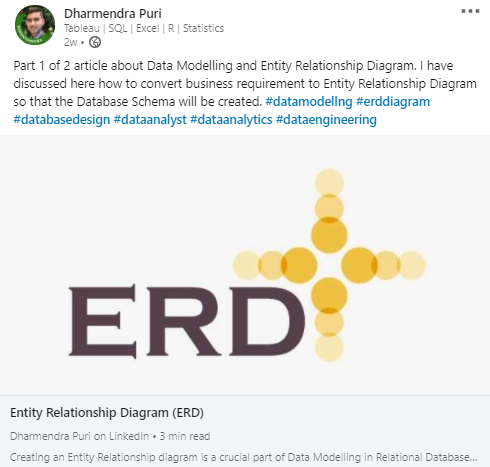 Dharmendra Puri
Tableau | SQL | Excel | R | Statistics
2w •
Part 1 of 2 article about Data Modelling and Entity Relationship Diagram. I have
discussed here how to convert business requirement to Entity Relationship Diagram
so that the Database Schema will be created. #datamodellng #erddiagram
#databasedesign #dataanalyst #dataanalytics #dataengineering
ERD
Entity Relationship Diagram (ERD)
Dharmendra Puri on LinkedIn • 3 min read
Creating an Entity Relationship diagram is a crucial part of Data Modelling in Relational Database...